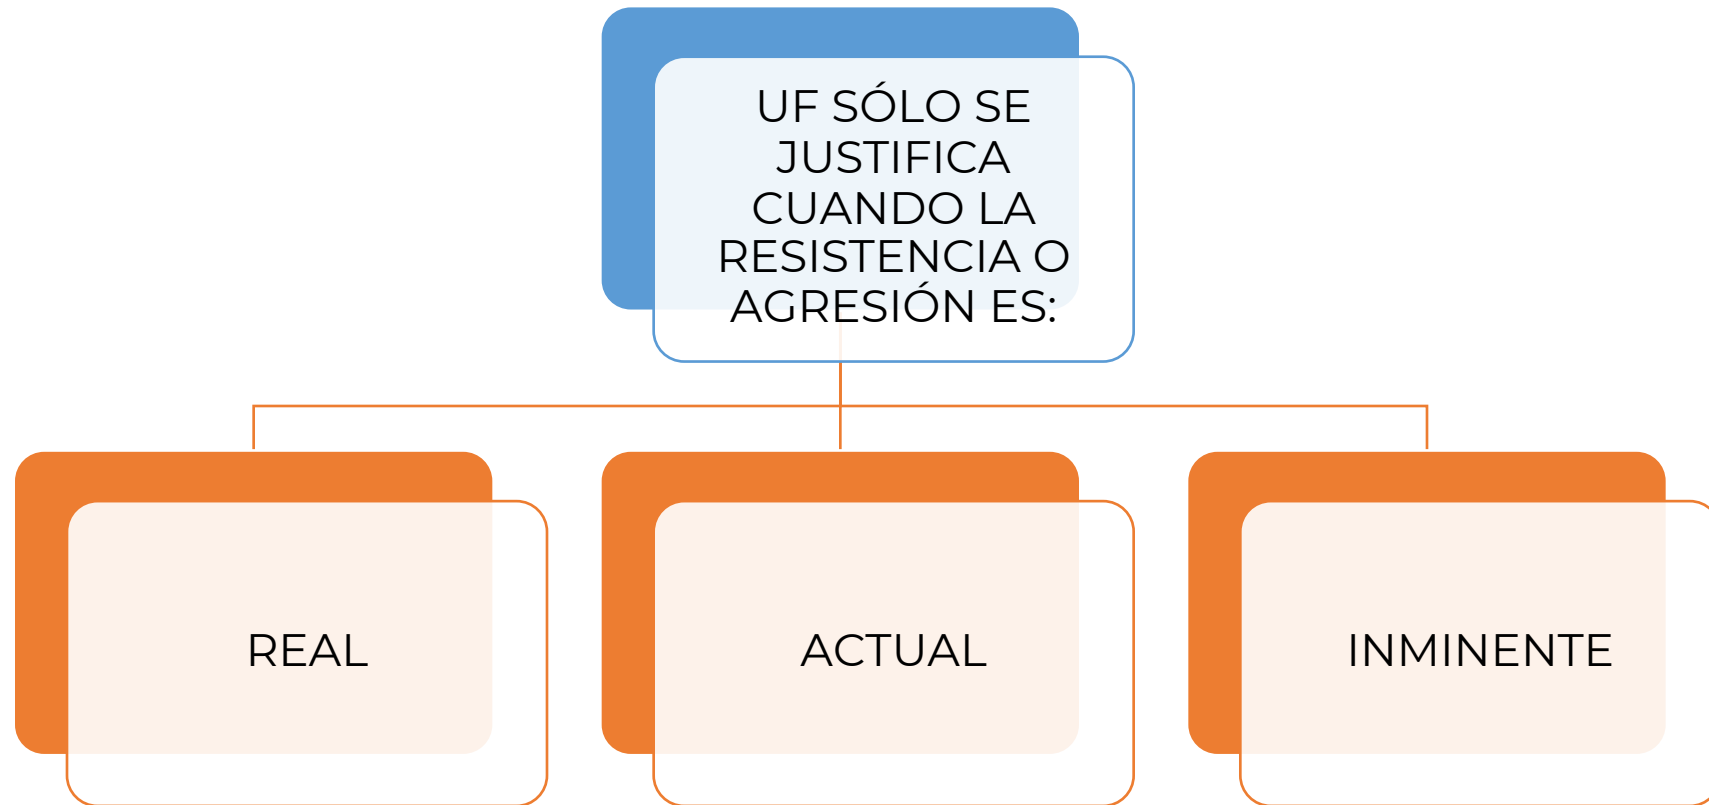 UF SÓLO SE
JUSTIFICA
CUANDO LA
RESISTENCIA O
AGRESIÓN ES:
REAL
ACTUAL
INMINENTE